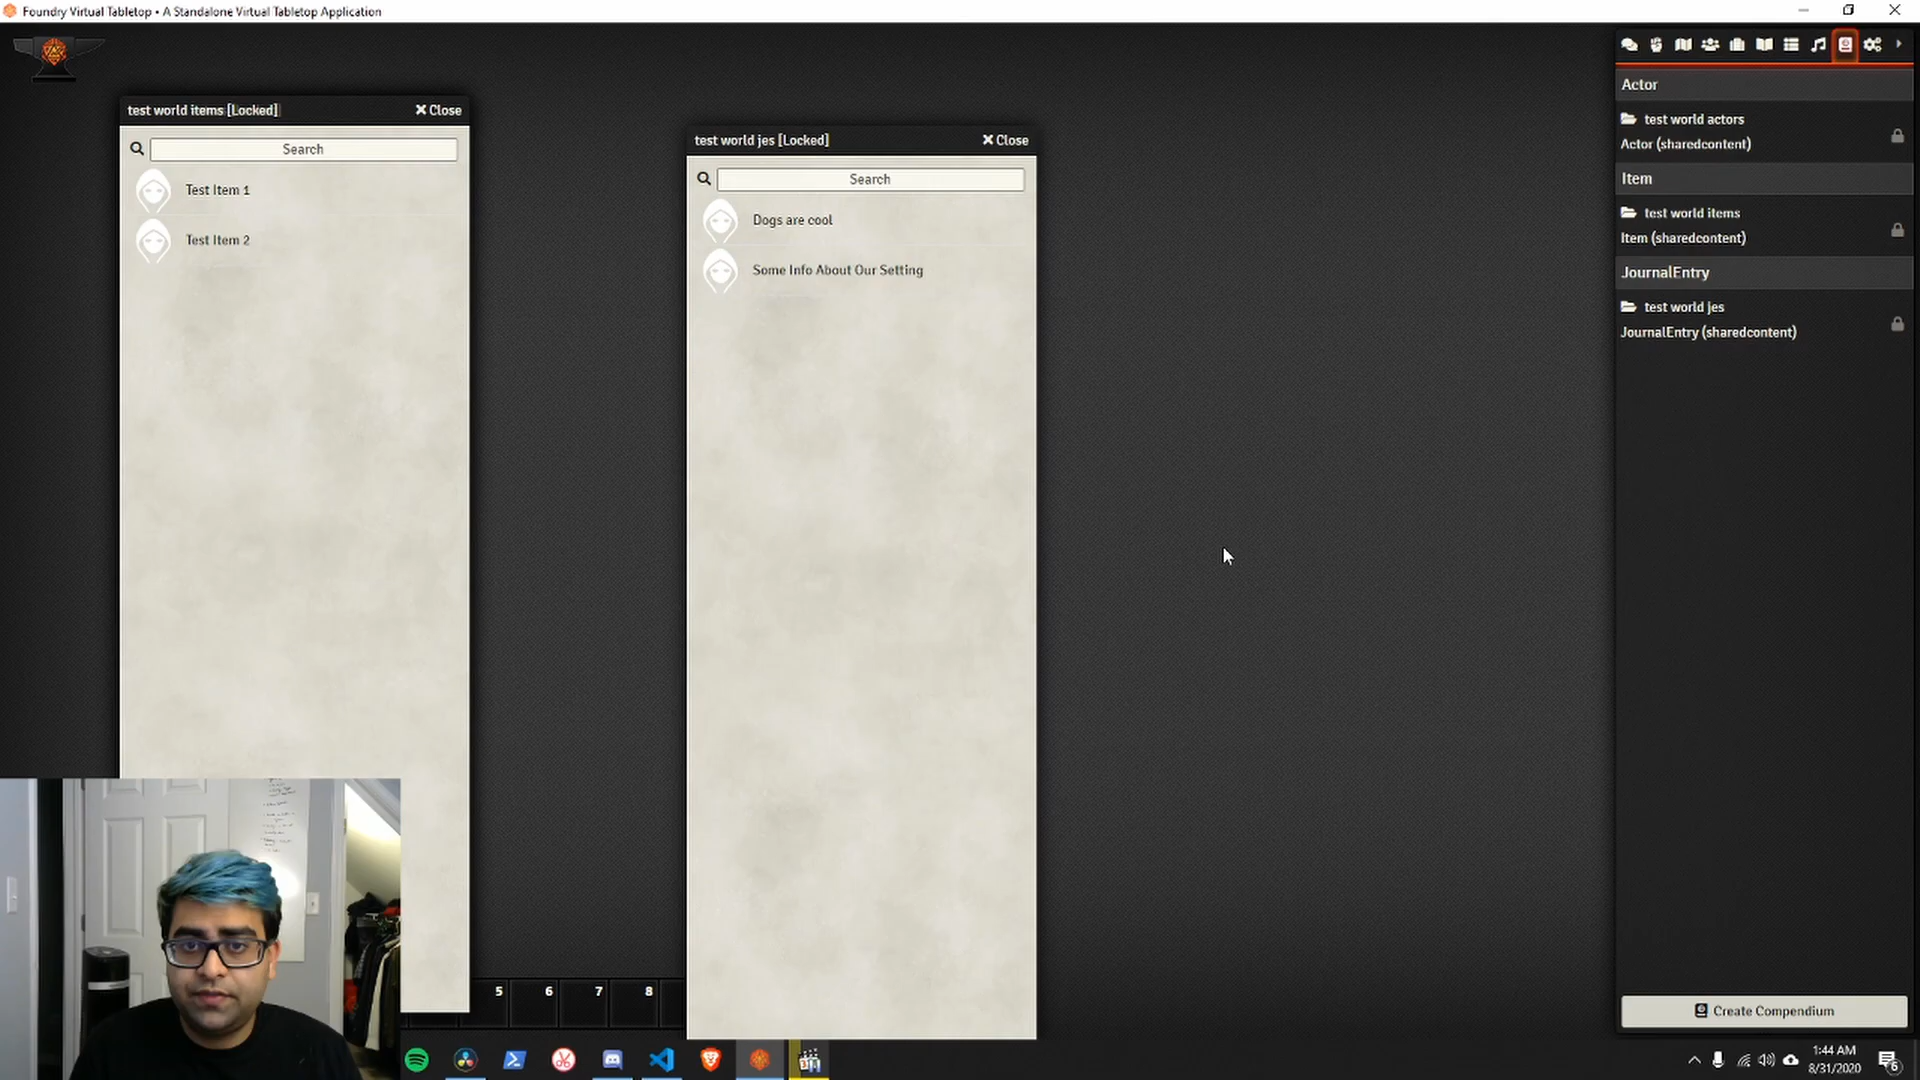 Foundry Virtual Tabletop • A Standalone Virtual Tabletop Application
test world items [Locked]
Close
Search
Test Item 1
Test Item 2
test world jes [Locked]
Close
Search
Dogs are cool
Some Info About Our Setting
Actor
test world actors
Actor (sharedcontent)
Item
test world items
Item (sharedcontent)
JournalEntry
test world jes
JournalEntry (sharedcontent)
Create Compendium
5 6 7 8
1:44 AM
8/31/2020
6